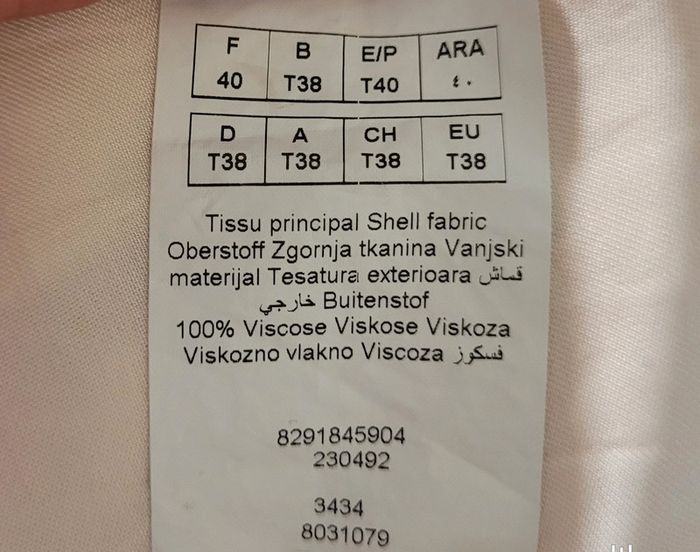 F B E/P ARA
40 T38 T40 ٤٠
D A CH EU
T38 T38 T38 T38
Tissu principal Shell fabric
Oberstoff Zgornja tkanina Vanjski
materijal Tesatura exterioara قماش
خارجي Buitenstof
100% Viscose Viskose Viskoza
Viskozno vlakno Viscoza فسكوز
8291845904
230492
3434
8031079